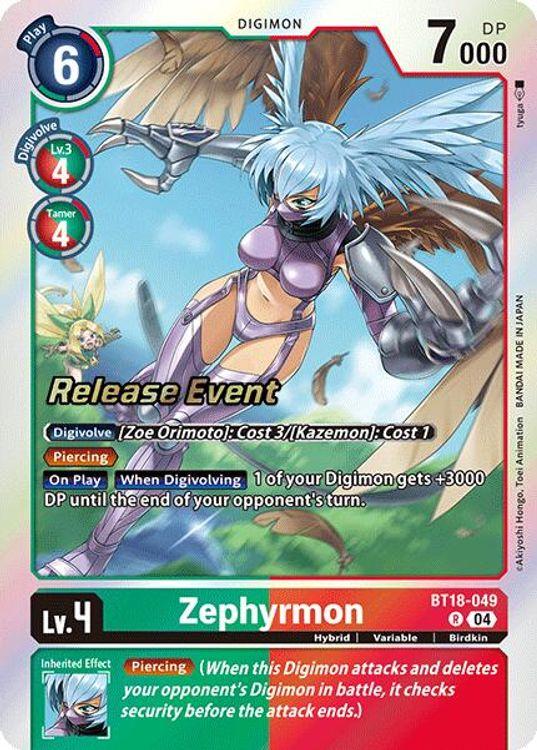 Play
6
DIGIMON
7000
DP
Digivolve
Lv.3
4
Tamer
4
tyuga
©Akiyoshi Hongo, Toei Animation BANDAI MADE IN JAPAN
Release Event
Digivolve [Zoe Orimoto]: Cost 3/[Kazemon]: Cost 1
Piercing
On Play When Digivolving 1 of your Digimon gets +3000
DP until the end of your opponent's turn.
Lv.4
Zephyrmon
BT18-049
R 04
Hybrid | Variable | Birdkin
Inherited Effect
Piercing (When this Digimon attacks and deletes
your opponent's Digimon in battle, it checks
security before the attack ends.)